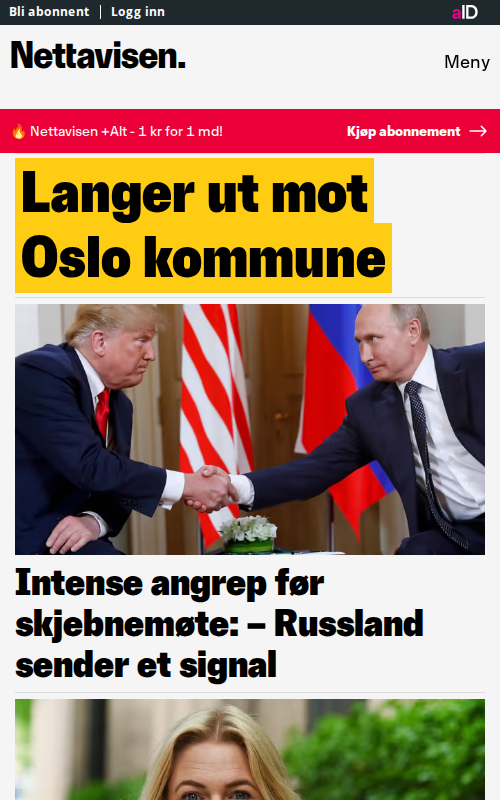 Bli abonnent
Logg inn
aID
Nettavisen.
Meny
🔥 Nettavisen +Alt - 1 kr for 1 md!
Kjøp abonnement →
Langer ut mot
Oslo kommune
Intense angrep før
skjebnemøte: – Russland
sender et signal